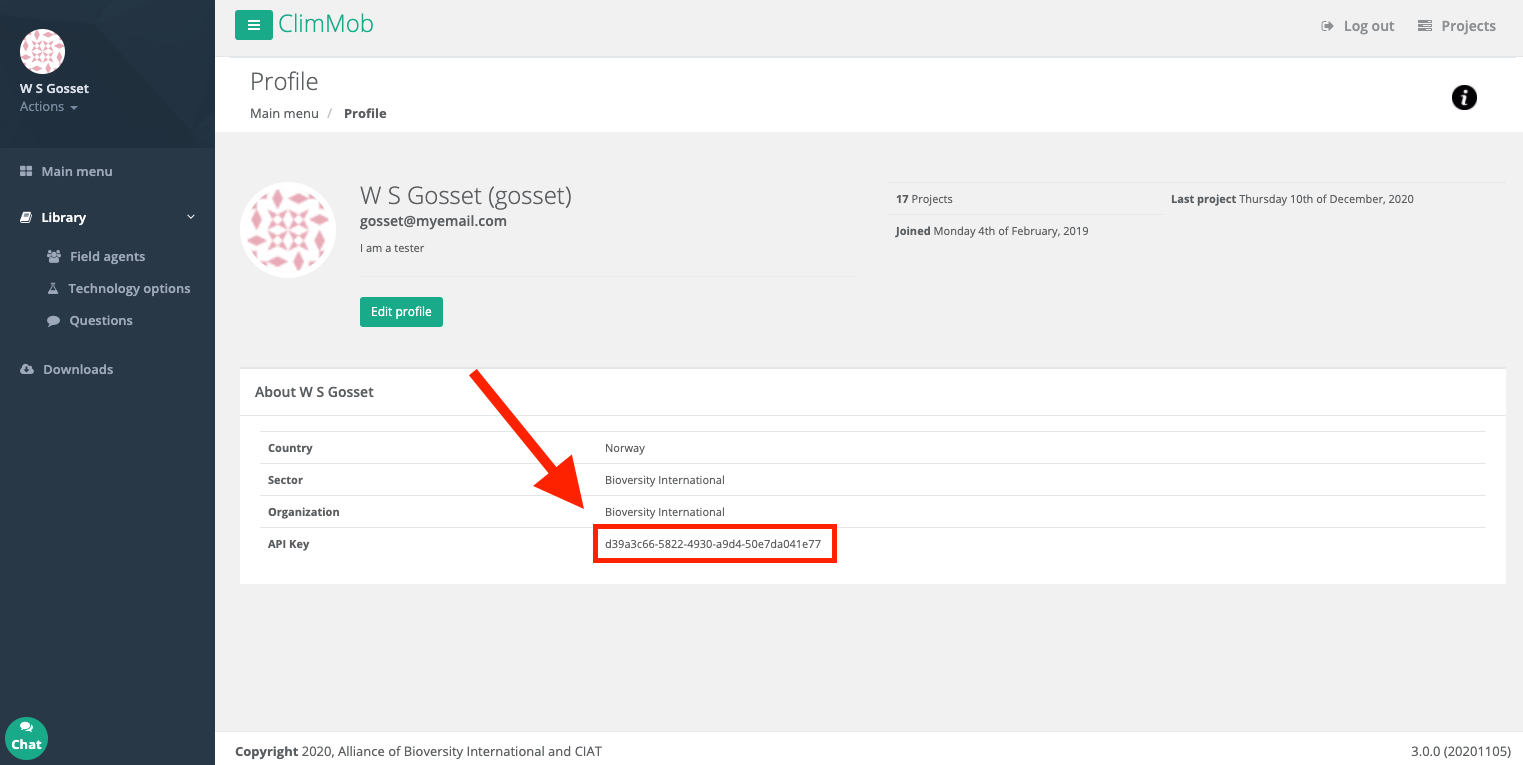 ClimMob
Log out
Projects
W S Gosset
Actions
Profile
Main menu / Profile
i
Main menu
Library
Field agents
Technology options
Questions
Downloads
W S Gosset (gosset)
gosset@myemail.com
I am a tester
Edit profile
17 Projects
Last project Thursday 10th of December, 2020
Joined Monday 4th of February, 2019
About W S Gosset
Country Norway
Sector Bioversity International
Organization Bioversity International
API Key d39a3c66-5822-4930-a9d4-50e7da041e77
Chat
Copyright 2020, Alliance of Bioversity International and CIAT
3.0.0 (20201105)